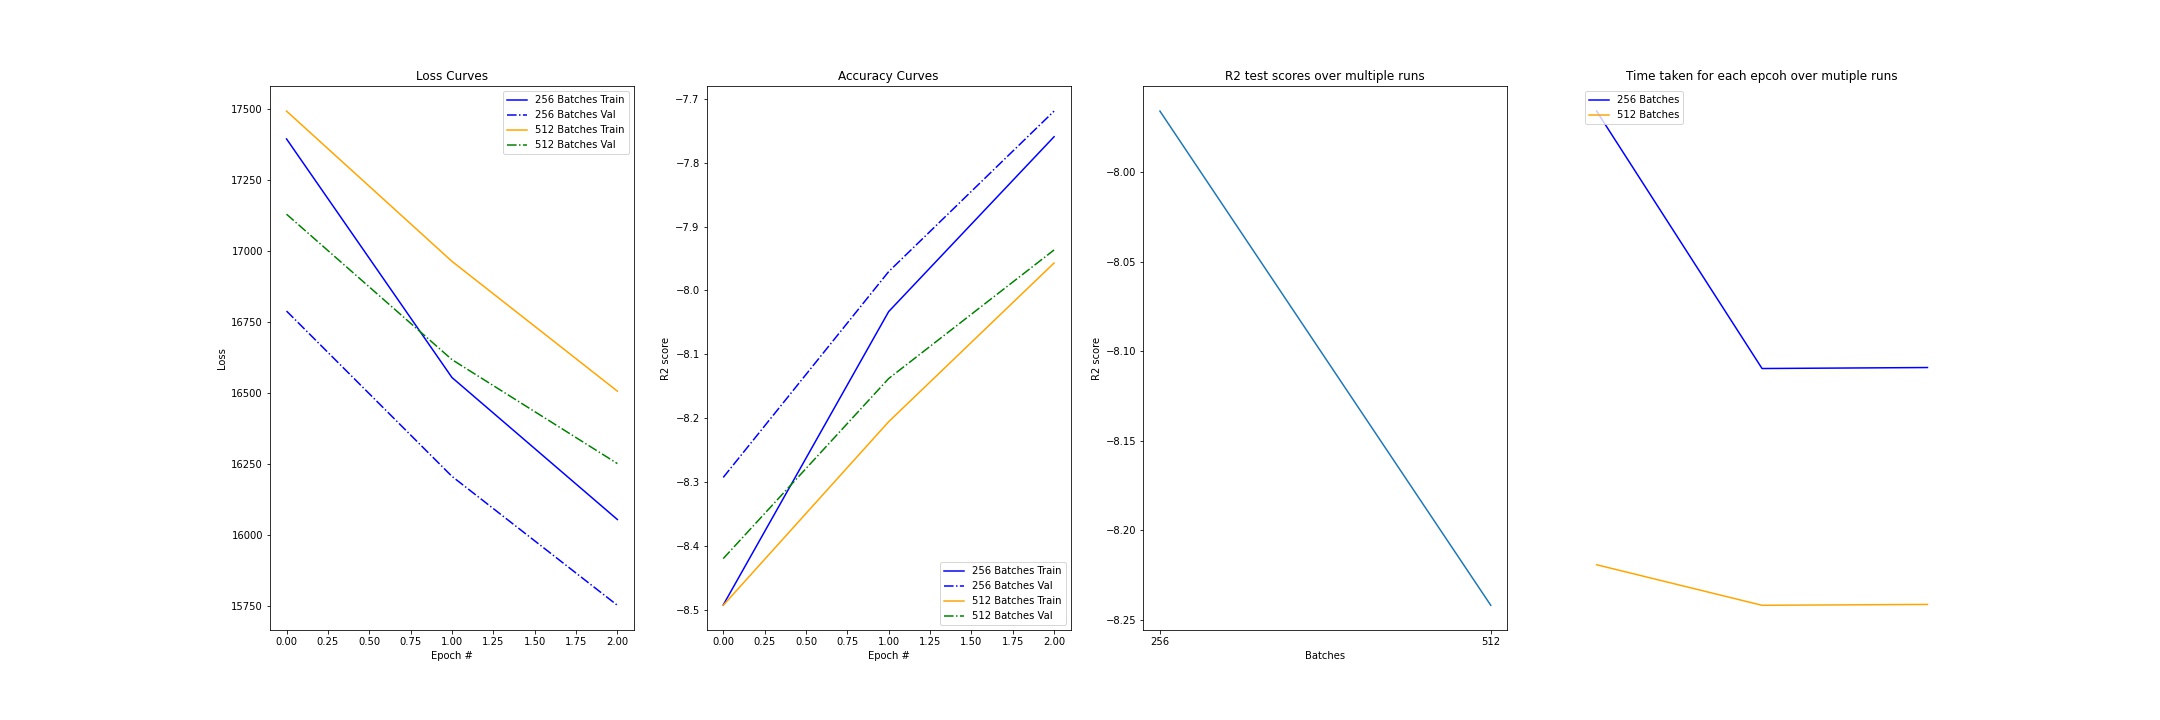 Loss Curves
17500
17250
17000
16750
16500
16250
16000
15750
Loss
0.00 0.25 0.50 0.75 1.00 1.25 1.50 1.75 2.00
Epoch #
256 Batches Train
256 Batches Val
512 Batches Train
512 Batches Val
Accuracy Curves
−7.7
−7.8
−7.9
−8.0
−8.1
−8.2
−8.3
−8.4
−8.5
R2 score
0.00 0.25 0.50 0.75 1.00 1.25 1.50 1.75 2.00
Epoch #
256 Batches Train
256 Batches Val
512 Batches Train
512 Batches Val
R2 test scores over multiple runs
−8.00
−8.05
−8.10
−8.15
−8.20
−8.25
R2 score
256 512
Batches
Time taken for each epcoh over mutiple runs
256 Batches
512 Batches